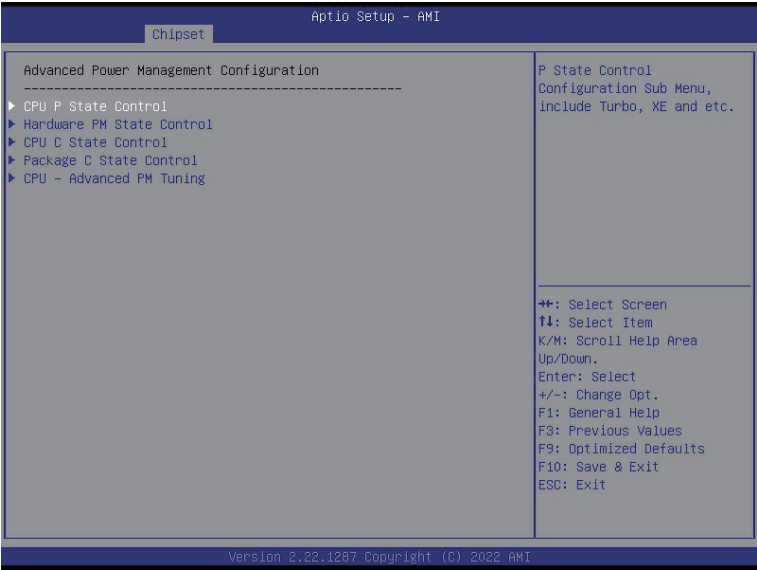 Aptio Setup – AMI
Chipset
Advanced Power Management Configuration
--------------------------------------------------
▶ CPU P State Control
▶ Hardware PM State Control
▶ CPU C State Control
▶ Package C State Control
▶ CPU – Advanced PM Tuning
P State Control
Configuration Sub Menu,
include Turbo, XE and etc.
→←: Select Screen
↑↓: Select Item
K/M: Scroll Help Area
Up/Down.
Enter: Select
+/-: Change Opt.
F1: General Help
F3: Previous Values
F9: Optimized Defaults
F10: Save & Exit
ESC: Exit
Version 2.22.1287 Copyright (C) 2022 AMI